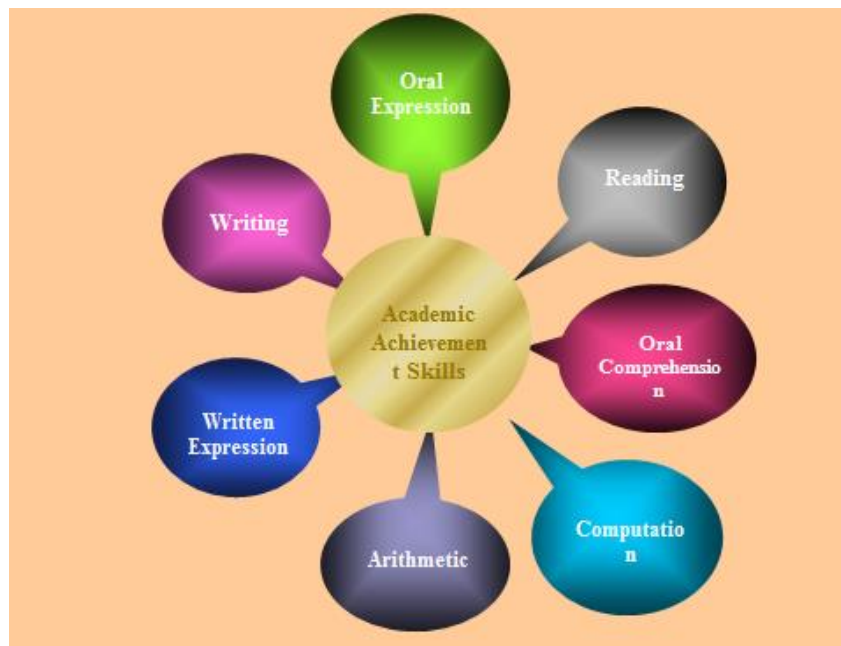 Oral
Expression
Reading
Writing
Academic
Achievemen
t Skills
Oral
Comprehensio
n
Written
Expression
Computatio
n
Arithmetic